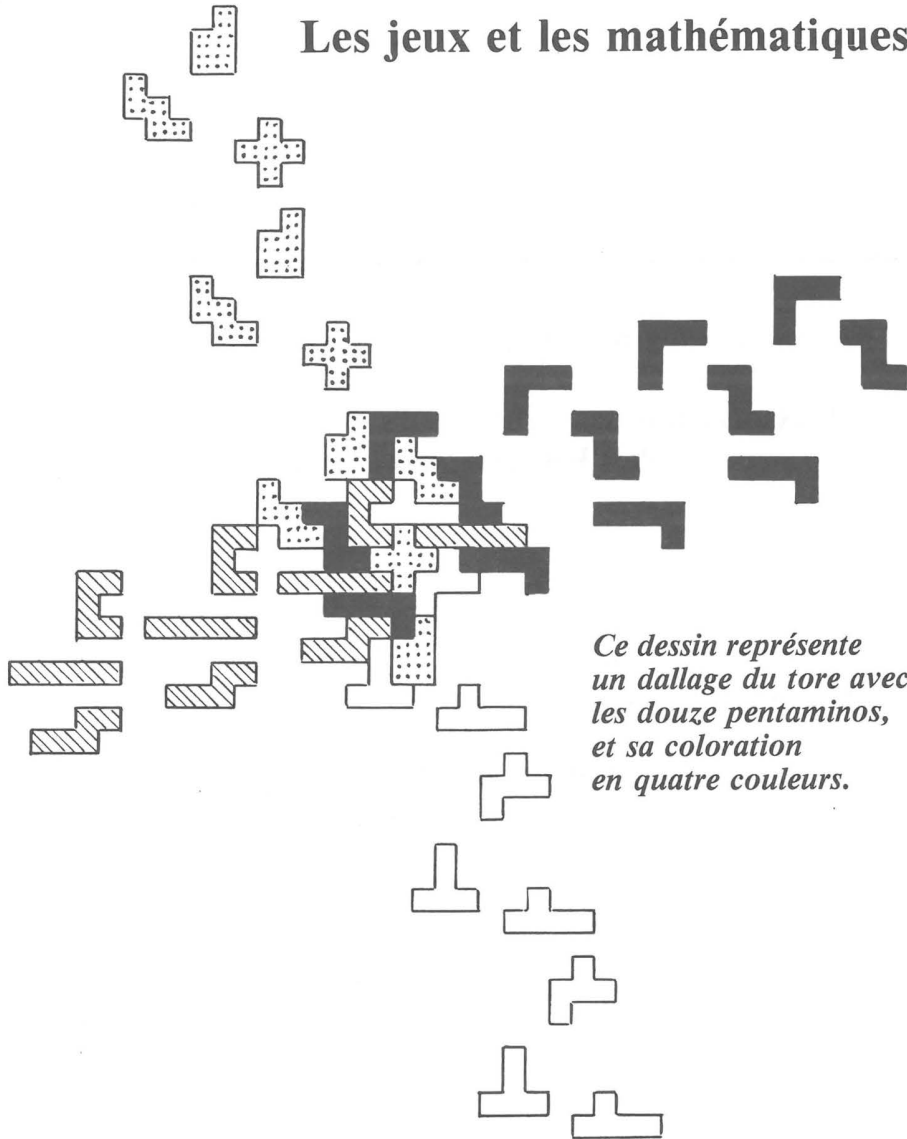 Les jeux et les mathématiques
Ce dessin représente
un dallage du tore avec
les douze pentaminos,
et sa coloration
en quatre couleurs.